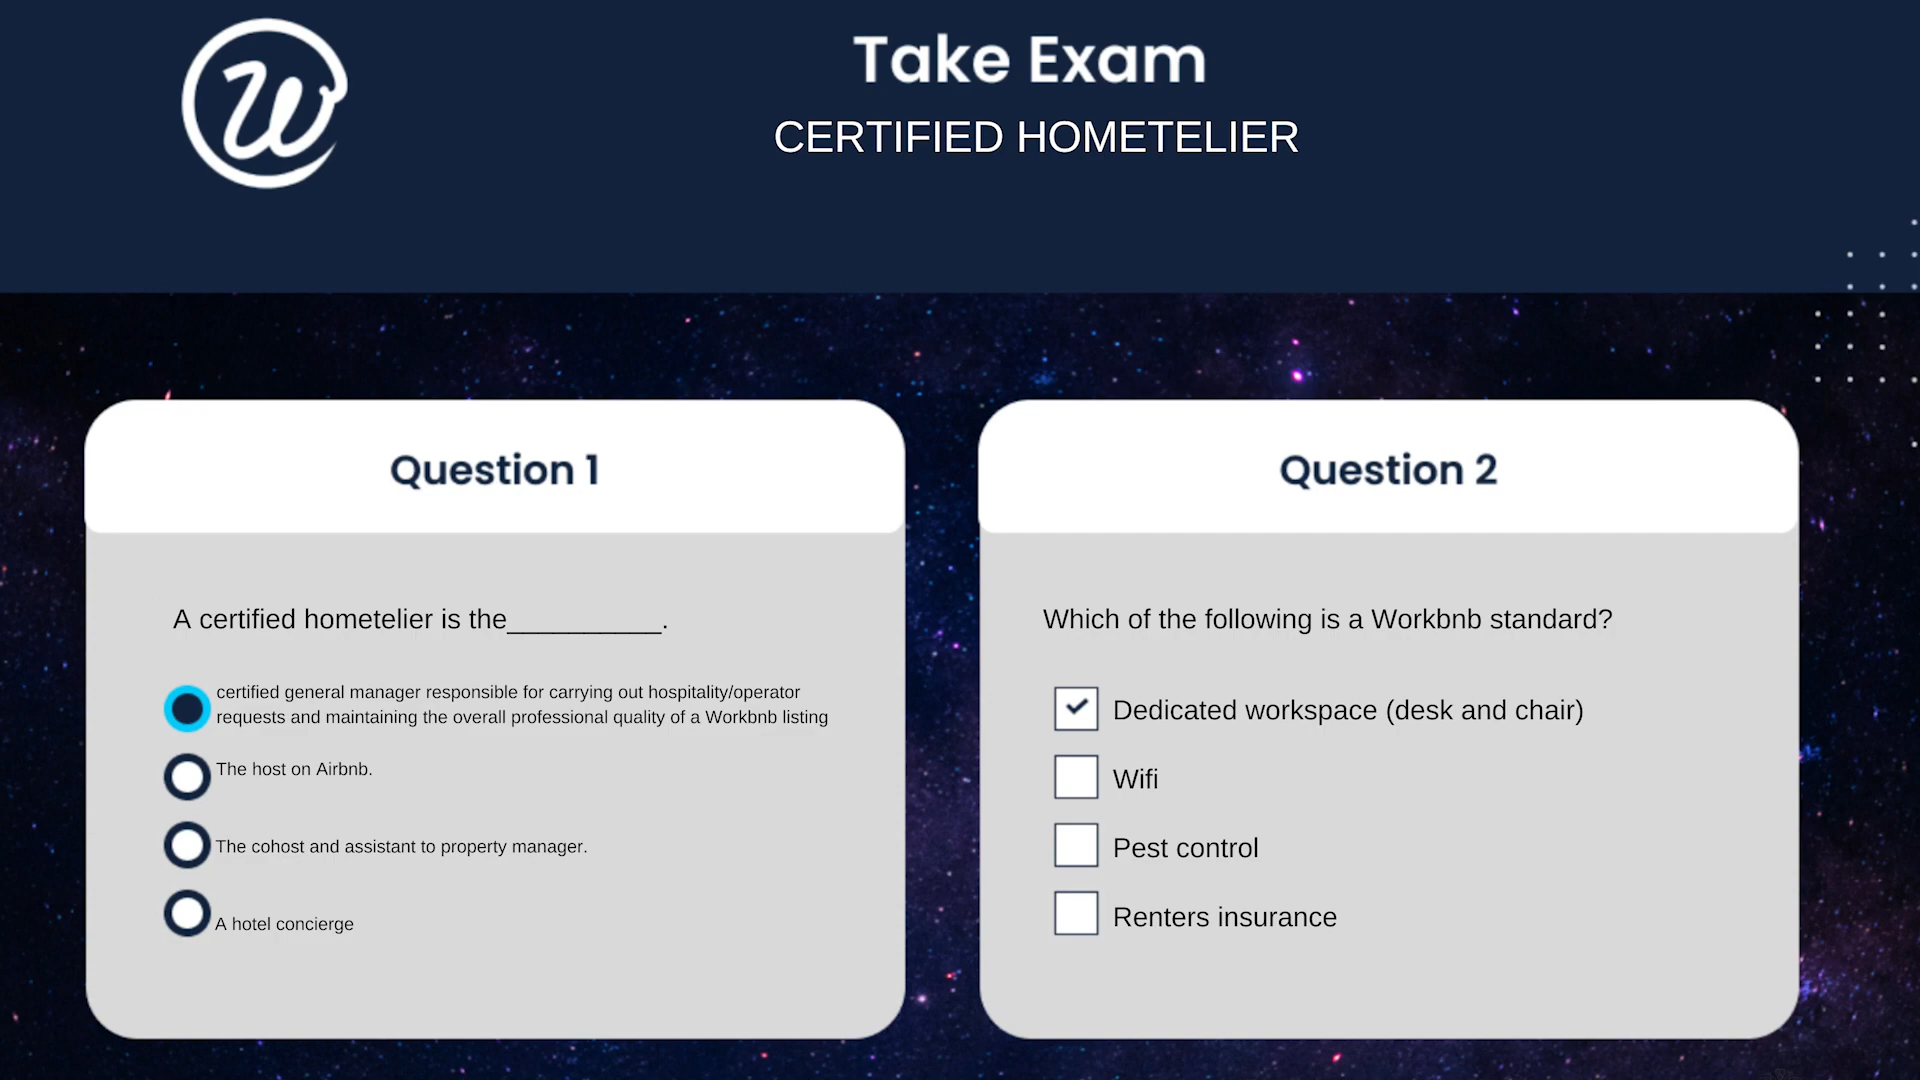 W
Take Exam
CERTIFIED HOMETELIER
Question 1
A certified hometelier is the__________.
certified general manager responsible for carrying out hospitality/operator
requests and maintaining the overall professional quality of a Workbnb listing
The host on Airbnb.
The cohost and assistant to property manager.
A hotel concierge
Question 2
Which of the following is a Workbnb standard?
Dedicated workspace (desk and chair)
Wifi
Pest control
Renters insurance